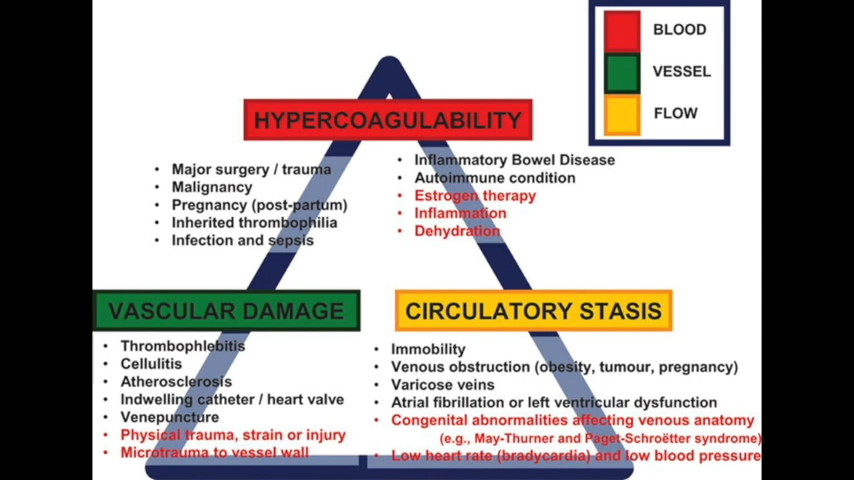 BLOOD
VESSEL
FLOW
HYPERCOAGULABILITY
• Major surgery / trauma
• Malignancy
• Pregnancy (post-partum)
• Inherited thrombophilia
• Infection and sepsis
• Inflammatory Bowel Disease
• Autoimmune condition
• Estrogen therapy
• Inflammation
• Dehydration
VASCULAR DAMAGE
• Thrombophlebitis
• Cellulitis
• Atherosclerosis
• Indwelling catheter / heart valve
• Venepuncture
• Physical trauma, strain or injury
• Microtrauma to vessel wall
CIRCULATORY STASIS
• Immobility
• Venous obstruction (obesity, tumour, pregnancy)
• Varicose veins
• Atrial fibrillation or left ventricular dysfunction
• Congenital abnormalities affecting venous anatomy
(e.g., May-Thurner and Paget-Schroëtter syndrome)
• Low heart rate (bradycardia) and low blood pressure